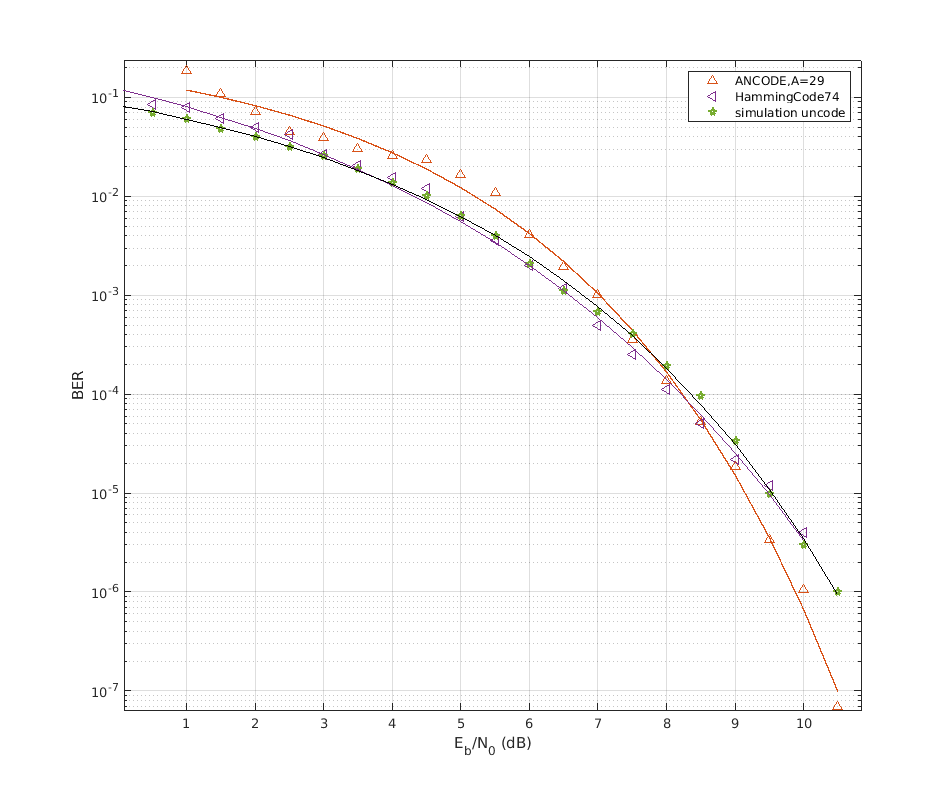 ANCODE,A=29
HammingCode74
simulation uncode
10^-1
10^-2
10^-3
10^-4
10^-5
10^-6
10^-7
BER
1 2 3 4 5 6 7 8 9 10
E_b/N_0 (dB)